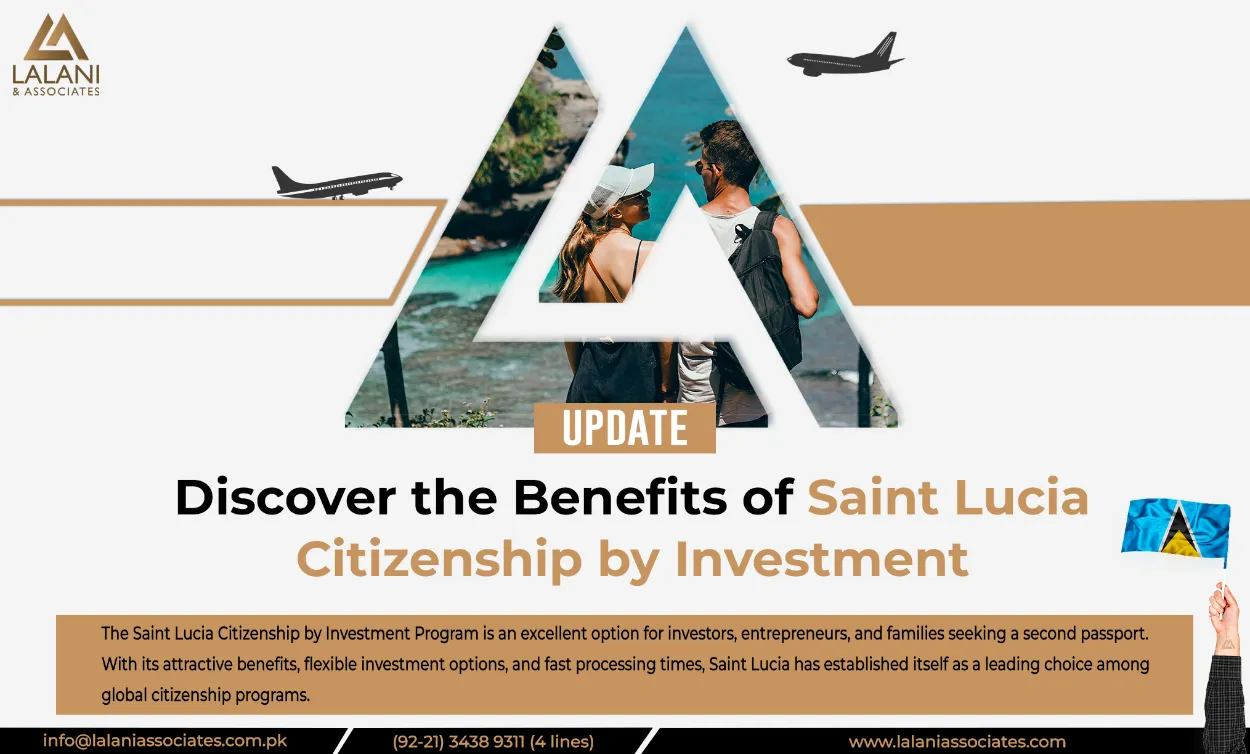 LALANI
& ASSOCIATES
UPDATE
Discover the Benefits of Saint Lucia
Citizenship by Investment
The Saint Lucia Citizenship by Investment Program is an excellent option for investors, entrepreneurs, and families seeking a second passport.
With its attractive benefits, flexible investment options, and fast processing times, Saint Lucia has established itself as a leading choice among
global citizenship programs.
info@lalaniassociates.com.pk
(92-21) 3438 9311 (4 lines)
www.lalaniassociates.com